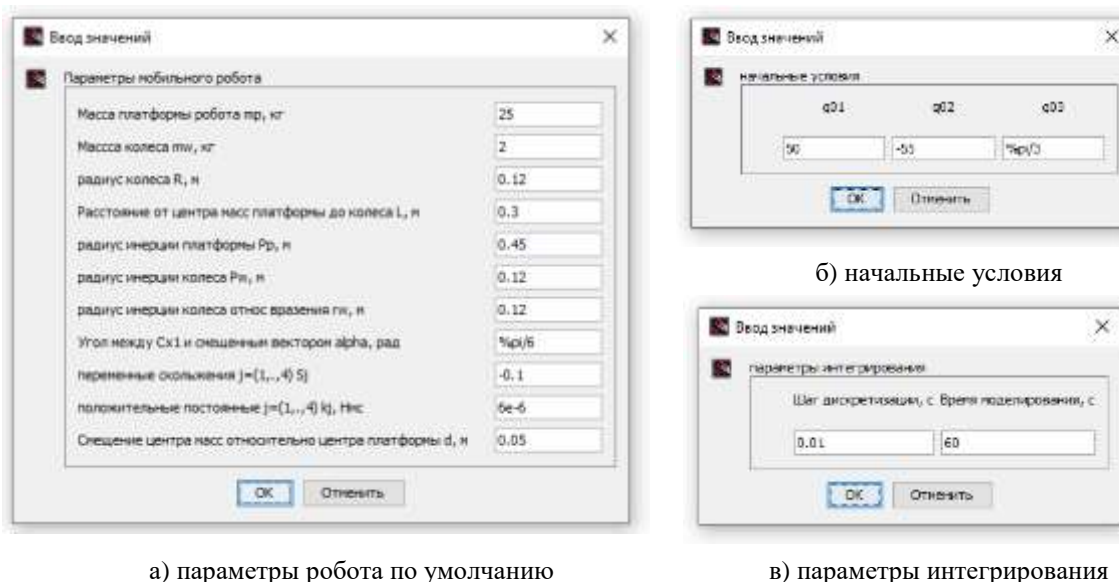 Ввод значений
Параметры мобильного робота
Масса платформы робота mp, кг
25
Массса колеса mw, кг
2
радиус колеса R, м
0.12
Расстояние от центра масс платформы до колеса L, м
0.3
радиус инерции платформы Pp, м
0.45
радиус инерции колеса Pw, м
0.12
радиус инерции колеса относ вразения rw, м
0.12
Угол между Cx1 и смещенным вектором alpha, рад
%pi/6
переменные скольжения j=(1,..,4) Sj
-0.1
положительные постоянные j=(1,..,4) kj, Hмс
6e-6
Смещение центра масс относительно центра платформы d, м
0.05
OK
Отменить
а) параметры робота по умолчанию
Ввод значений
начальные условия
q01 q02 q03
50 -55 %pi/3
OK
Отменить
б) начальные условия
Ввод значений
параметры интегрирования
Шаг дискретизации, с Время моделирования, с
0.01 60
OK
Отменить
в) параметры интегрирования